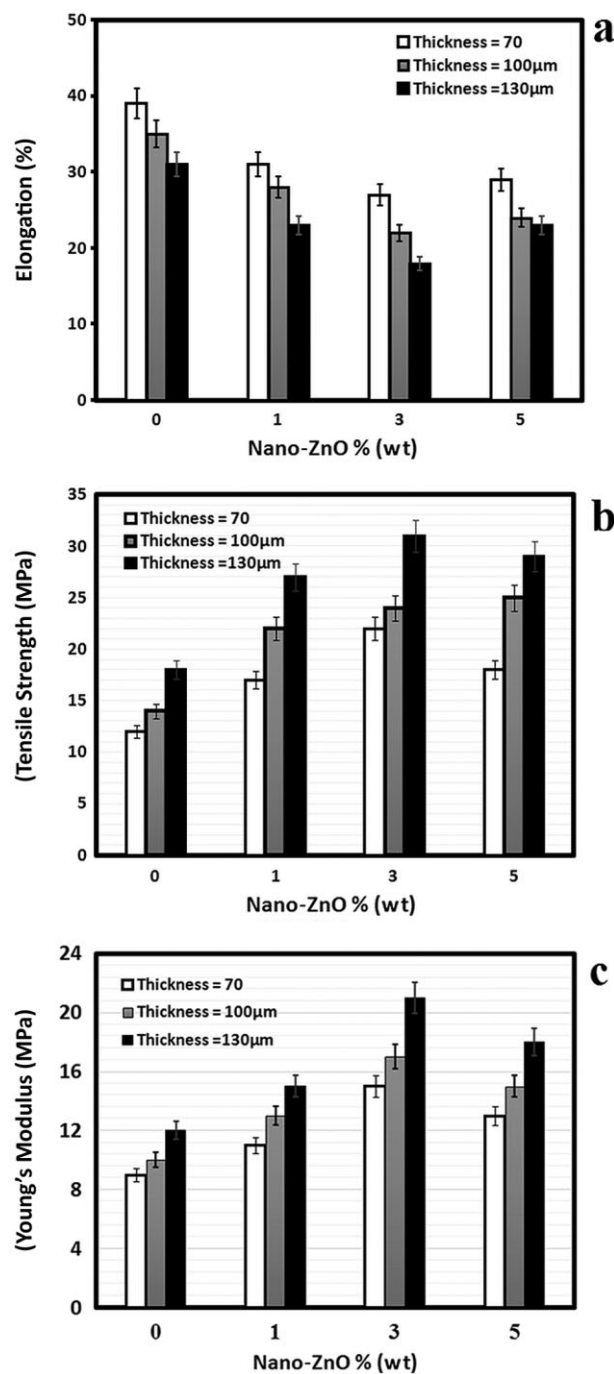 a
50
40
30
20
10
0
Elongation (%)
Thickness = 70
Thickness = 100µm
Thickness =130µm
0 1 3 5
Nano-ZnO % (wt)
b
35
30
25
20
15
10
5
0
(Tensile Strength (MPa)
Thickness = 70
Thickness = 100µm
Thickness =130µm
0 1 3 5
Nano-ZnO % (wt)
c
24
20
16
12
8
4
0
(Young's Modulus (MPa)
Thickness = 70
Thickness = 100µm
Thickness =130µm
0 1 3 5
Nano-ZnO % (wt)